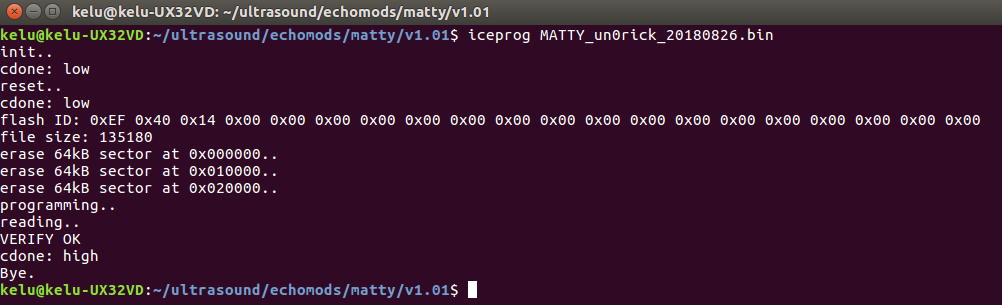 kelu@kelu-UX32VD: ~/ultrasound/echomods/matty/v1.01
kelu@kelu-UX32VD:~/ultrasound/echomods/matty/v1.01$ iceprog MATTY_un0rick_20180826.bin
init..
cdone: low
reset..
cdone: low
flash ID: 0xEF 0x40 0x14 0x00 0x00 0x00 0x00 0x00 0x00 0x00 0x00 0x00 0x00 0x00 0x00 0x00 0x00 0x00 0x00 0x00
file size: 135180
erase 64kB sector at 0x000000..
erase 64kB sector at 0x010000..
erase 64kB sector at 0x020000..
programming..
reading..
VERIFY OK
cdone: high
Bye.
kelu@kelu-UX32VD:~/ultrasound/echomods/matty/v1.01$